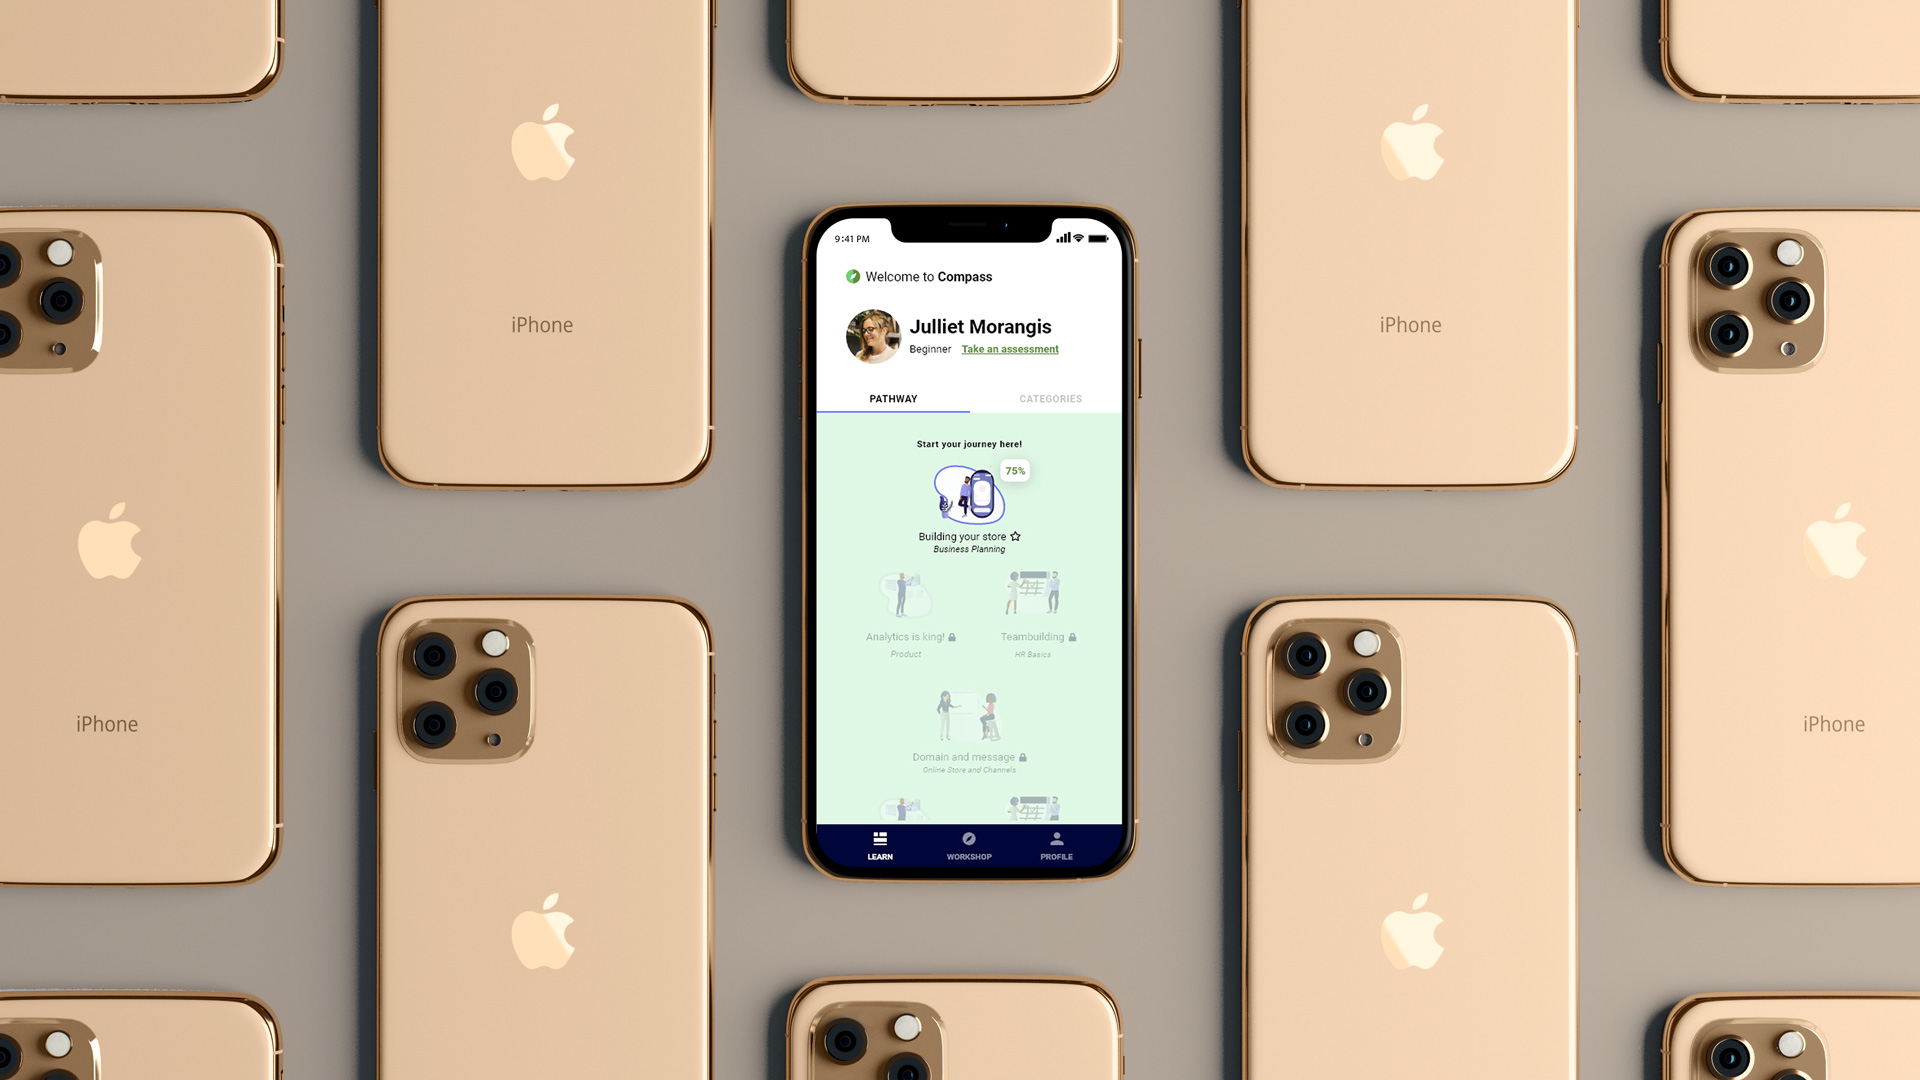 iPhone
iPhone
9:41 PM
Welcome to Compass
Julliet Morangis
Beginner Take an assessment
PATHWAY CATEGORIES
Start your journey here!
75%
Building your store
Business Planning
Analytics is king! Teambuilding
Product HR Basics
Domain and message
Online Store and Channels
LEARN WORKSHOP PROFILE
iPhone
iPhone